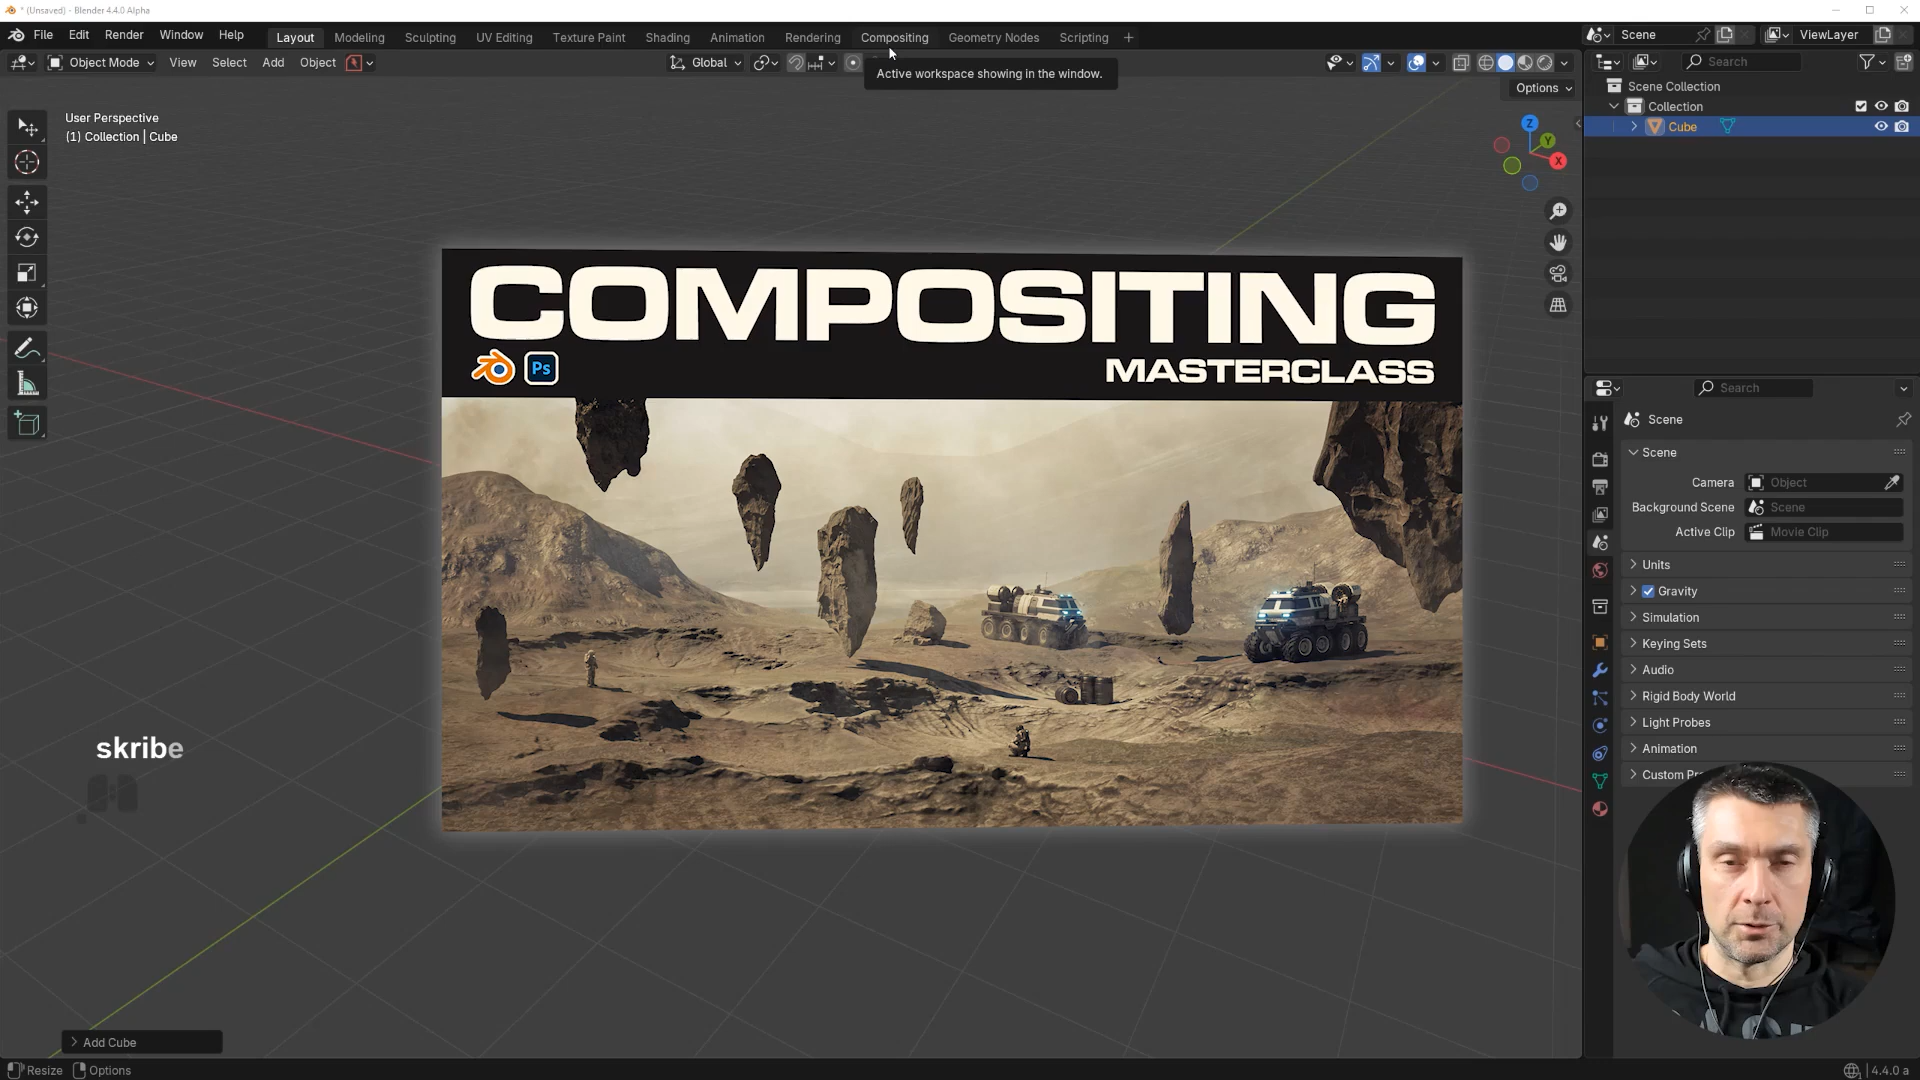 * (Unsaved) - Blender 4.4.0 Alpha
File Edit Render Window Help Layout Modeling Sculpting UV Editing Texture Paint Shading Animation Rendering Compositing Geometry Nodes Scripting + Scene ViewLayer
Object Mode View Select Add Object Global Search
Active workspace showing in the window.
Options
Scene Collection
Collection
Cube
User Perspective
(1) Collection | Cube
Z
Y
X
COMPOSITING
Ps
MASTERCLASS
Search
Scene
Scene
Camera Object
Background Scene Scene
Active Clip Movie Clip
Units
Gravity
Simulation
Keying Sets
Audio
Rigid Body World
Light Probes
Animation
Custom Pr
skribe
Add Cube
Resize Options
4.4.0 a